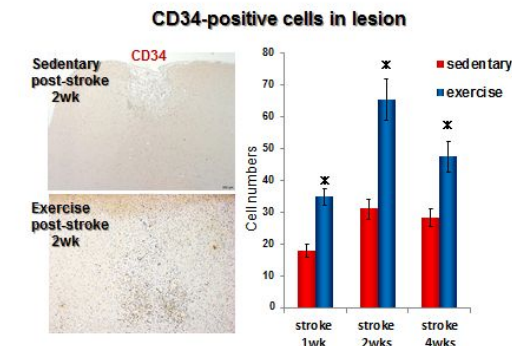 CD34-positive cells in lesion
CD34
Sedentary
post-stroke
2wk
Exercise
post-stroke
2wk
Cell numbers
80
70
60
50
40
30
20
10
0
*
*
*
sedentary
exercise
stroke
1wk
stroke
2wks
stroke
4wks